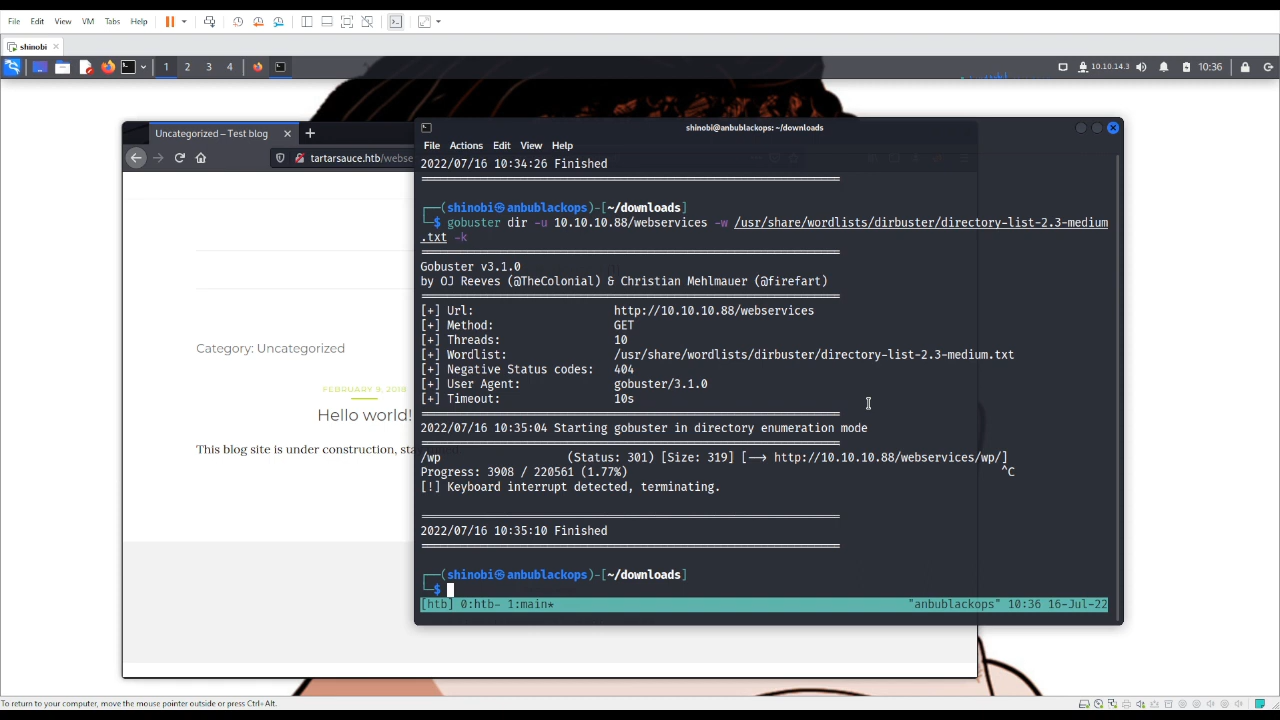 File Edit View VM Tabs Help
shinobi
1 2 3 4 10.10.14.3 10:36
Uncategorized – Test blog
tartarsauce.htb/webse
Category: Uncategorized
FEBRUARY 9, 2018
Hello world!
This blog site is under construction, sta
shinobi@anbublackops: ~/downloads
File Actions Edit View Help
2022/07/16 10:34:26 Finished
===============================================================
┌──(shinobi㉿anbublackops)-[~/downloads]
└─$ gobuster dir -u 10.10.10.88/webservices -w /usr/share/wordlists/dirbuster/directory-list-2.3-medium
.txt -k
===============================================================
Gobuster v3.1.0
by OJ Reeves (@TheColonial) & Christian Mehlmauer (@firefart)
===============================================================
[+] Url: http://10.10.10.88/webservices
[+] Method: GET
[+] Threads: 10
[+] Wordlist: /usr/share/wordlists/dirbuster/directory-list-2.3-medium.txt
[+] Negative Status codes: 404
[+] User Agent: gobuster/3.1.0
[+] Timeout: 10s
===============================================================
2022/07/16 10:35:04 Starting gobuster in directory enumeration mode
===============================================================
/wp (Status: 301) [Size: 319] [--> http://10.10.10.88/webservices/wp/]
Progress: 3908 / 220561 (1.77%) ^C
[!] Keyboard interrupt detected, terminating.
===============================================================
2022/07/16 10:35:10 Finished
===============================================================
┌──(shinobi㉿anbublackops)-[~/downloads]
└─$
[htb] 0:htb- 1:main* "anbublackops" 10:36 16-Jul-22
To return to your computer, move the mouse pointer outside or press Ctrl+Alt.